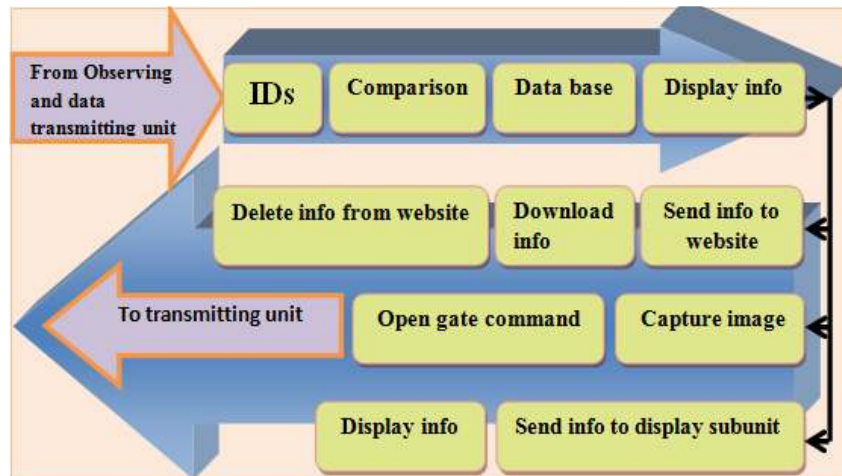 From Observing
and data
transmitting unit
IDs
Comparison
Data base
Display info
Delete info from website
Download
info
Send info to
website
To transmitting unit
Open gate command
Capture image
Display info
Send info to display subunit